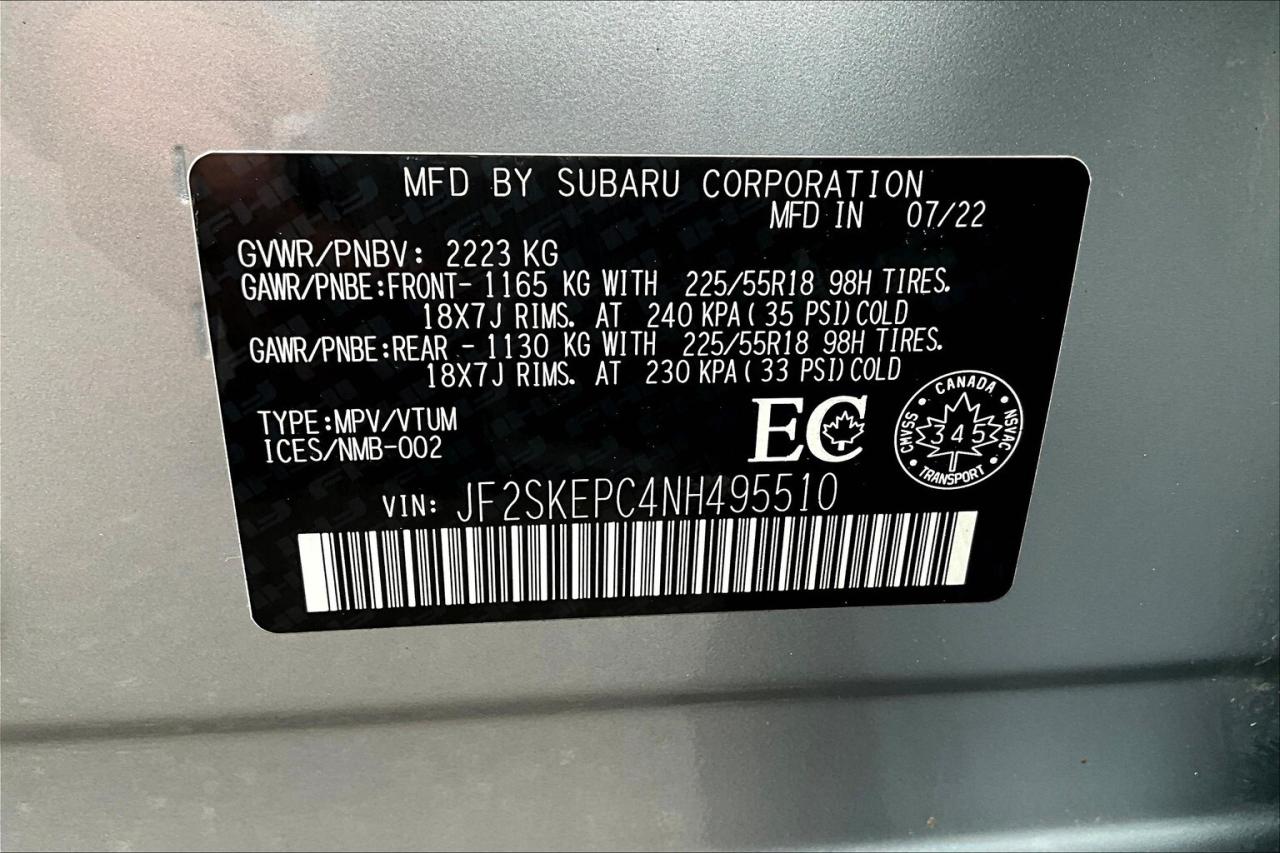 MFD BY SUBARU CORPORATION
MFD IN 07/22
GVWR/PNBV: 2223 KG
GAWR/PNBE:FRONT- 1165 KG WITH 225/55R18 98H TIRES.
18X7J RIMS. AT 240 KPA( 35 PSI) COLD
GAWR/PNBE:REAR - 1130 KG WITH 225/55R18 98H TIRES.
18X7J RIMS. AT 230 KPA( 33 PSI) COLD
TYPE:MPV/VTUM
ICES/NMB-002
EC
CANADA
CMVSS
345
NSVAC
TRANSPORT
VIN: JF2SKEPC4NH495510